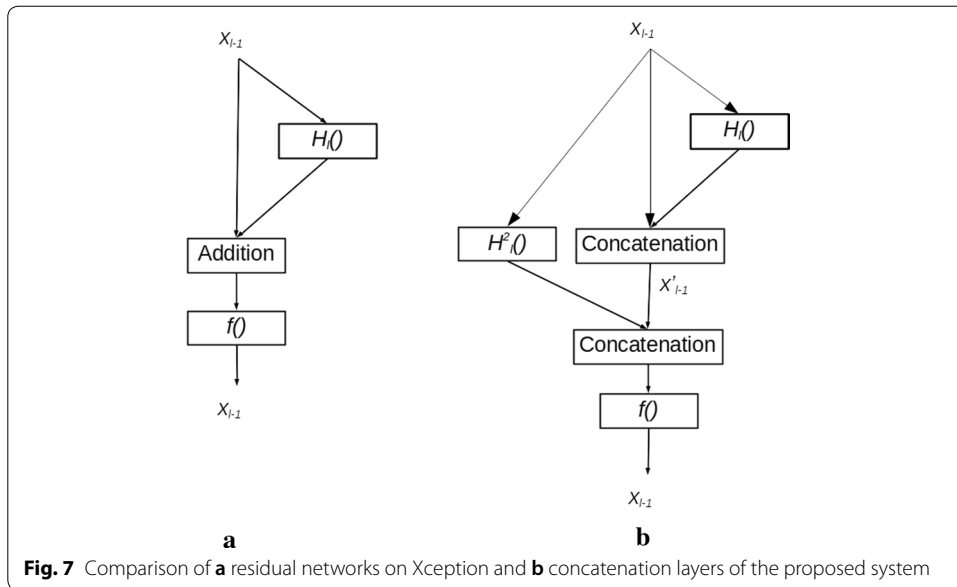 X_{l-1}
H_l()
Addition
f()
X_{l-1}
a
X_{l-1}
H_l()
H^2_l()
Concatenation
X'_{l-1}
Concatenation
f()
X_{l-1}
b
Fig. 7 Comparison of a residual networks on Xception and b concatenation layers of the proposed system